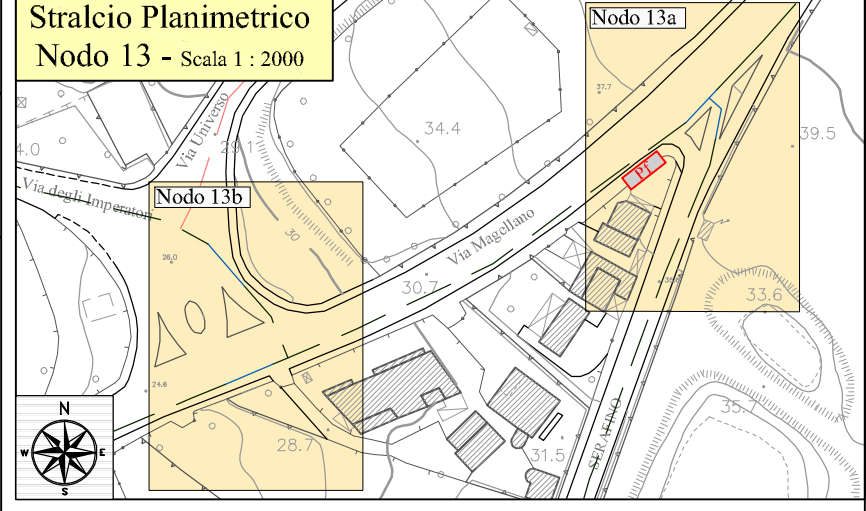 Stralcio Planimetrico
Nodo 13 - Scala 1 : 2000
Nodo 13a
37.7
34.4
39.5
4.0
29.1
Via Universo
Pf
Via degli Imperatori
Nodo 13b
Via Magellano
30
26.0
30.7
33.6
24.6
35.7
28.7
31.5
SERAFINO
N
W
E
S